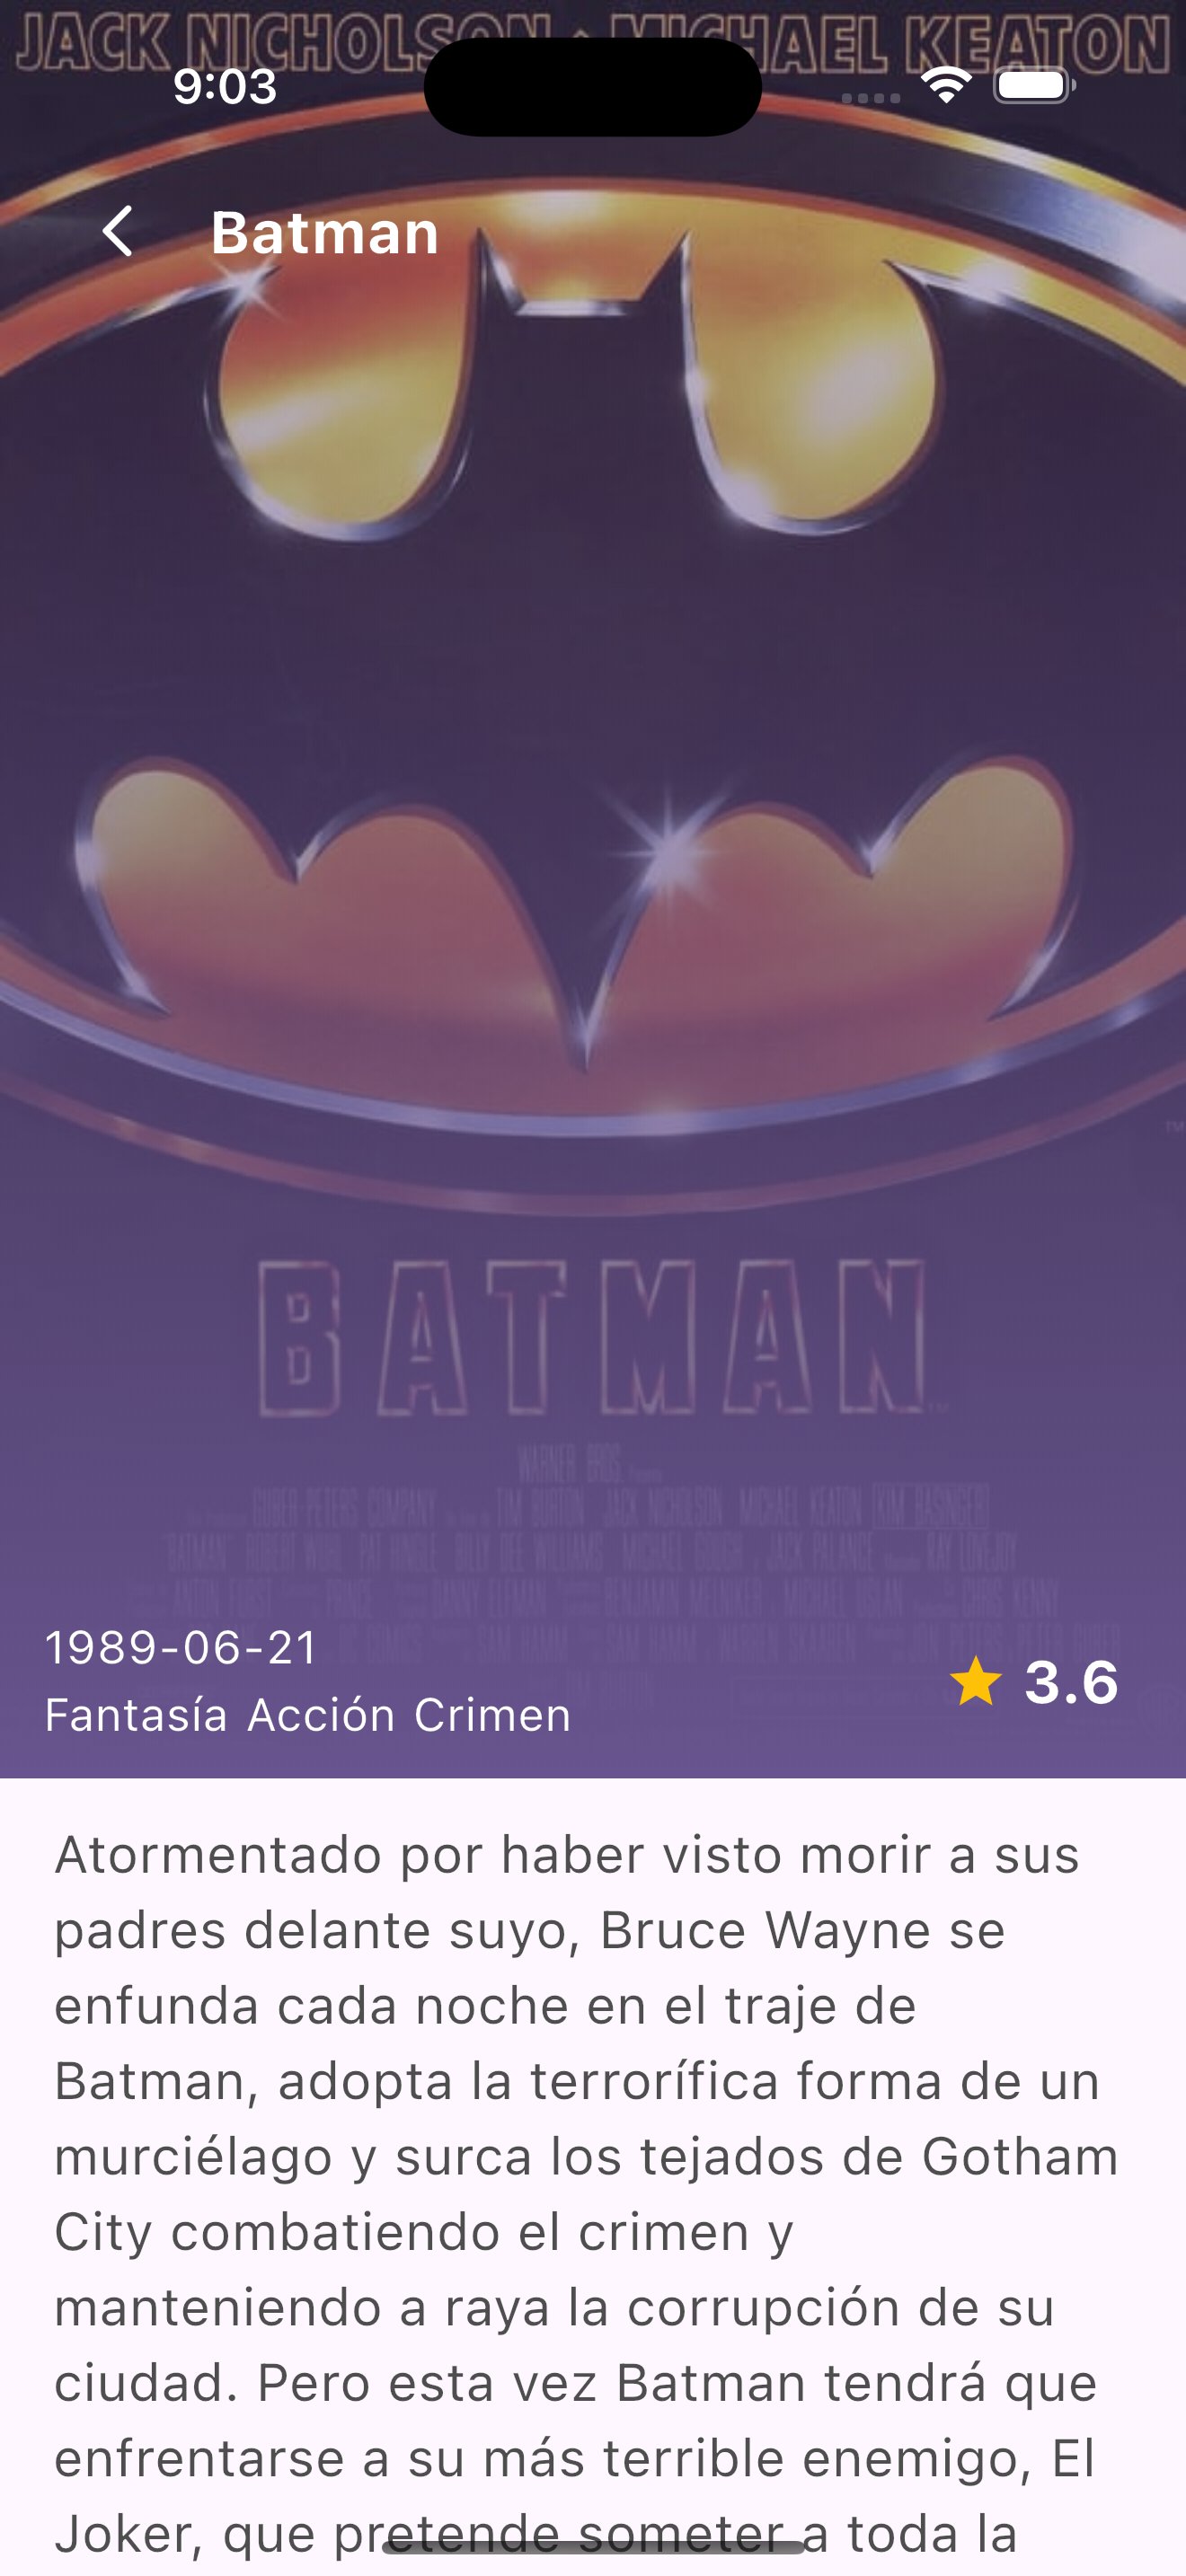 JACK NICHOLSON MICHAEL KEATON
9:03
Batman
TM
BATMAN
WARNER BROS.
GUBER-PETERS COMPANY TIM BURTON JACK NICHOLSON MICHAEL KEATON KIM BASINGER
"BATMAN" ROBERT WUHL PAT HINGLE BILLY DEE WILLIAMS MICHAEL GOUGH JACK PALANCE RAY LOVEJOY
ANTON FURST PRINCE DANNY ELFMAN BENJAMIN MELNIKER MICHAEL USLAN CHRIS KENNY
1989-06-21
Fantasía Acción Crimen
3.6
Atormentado por haber visto morir a sus
padres delante suyo, Bruce Wayne se
enfunda cada noche en el traje de
Batman, adopta la terrorífica forma de un
murciélago y surca los tejados de Gotham
City combatiendo el crimen y
manteniendo a raya la corrupción de su
ciudad. Pero esta vez Batman tendrá que
enfrentarse a su más terrible enemigo, El
Joker, que pretende someter a toda la